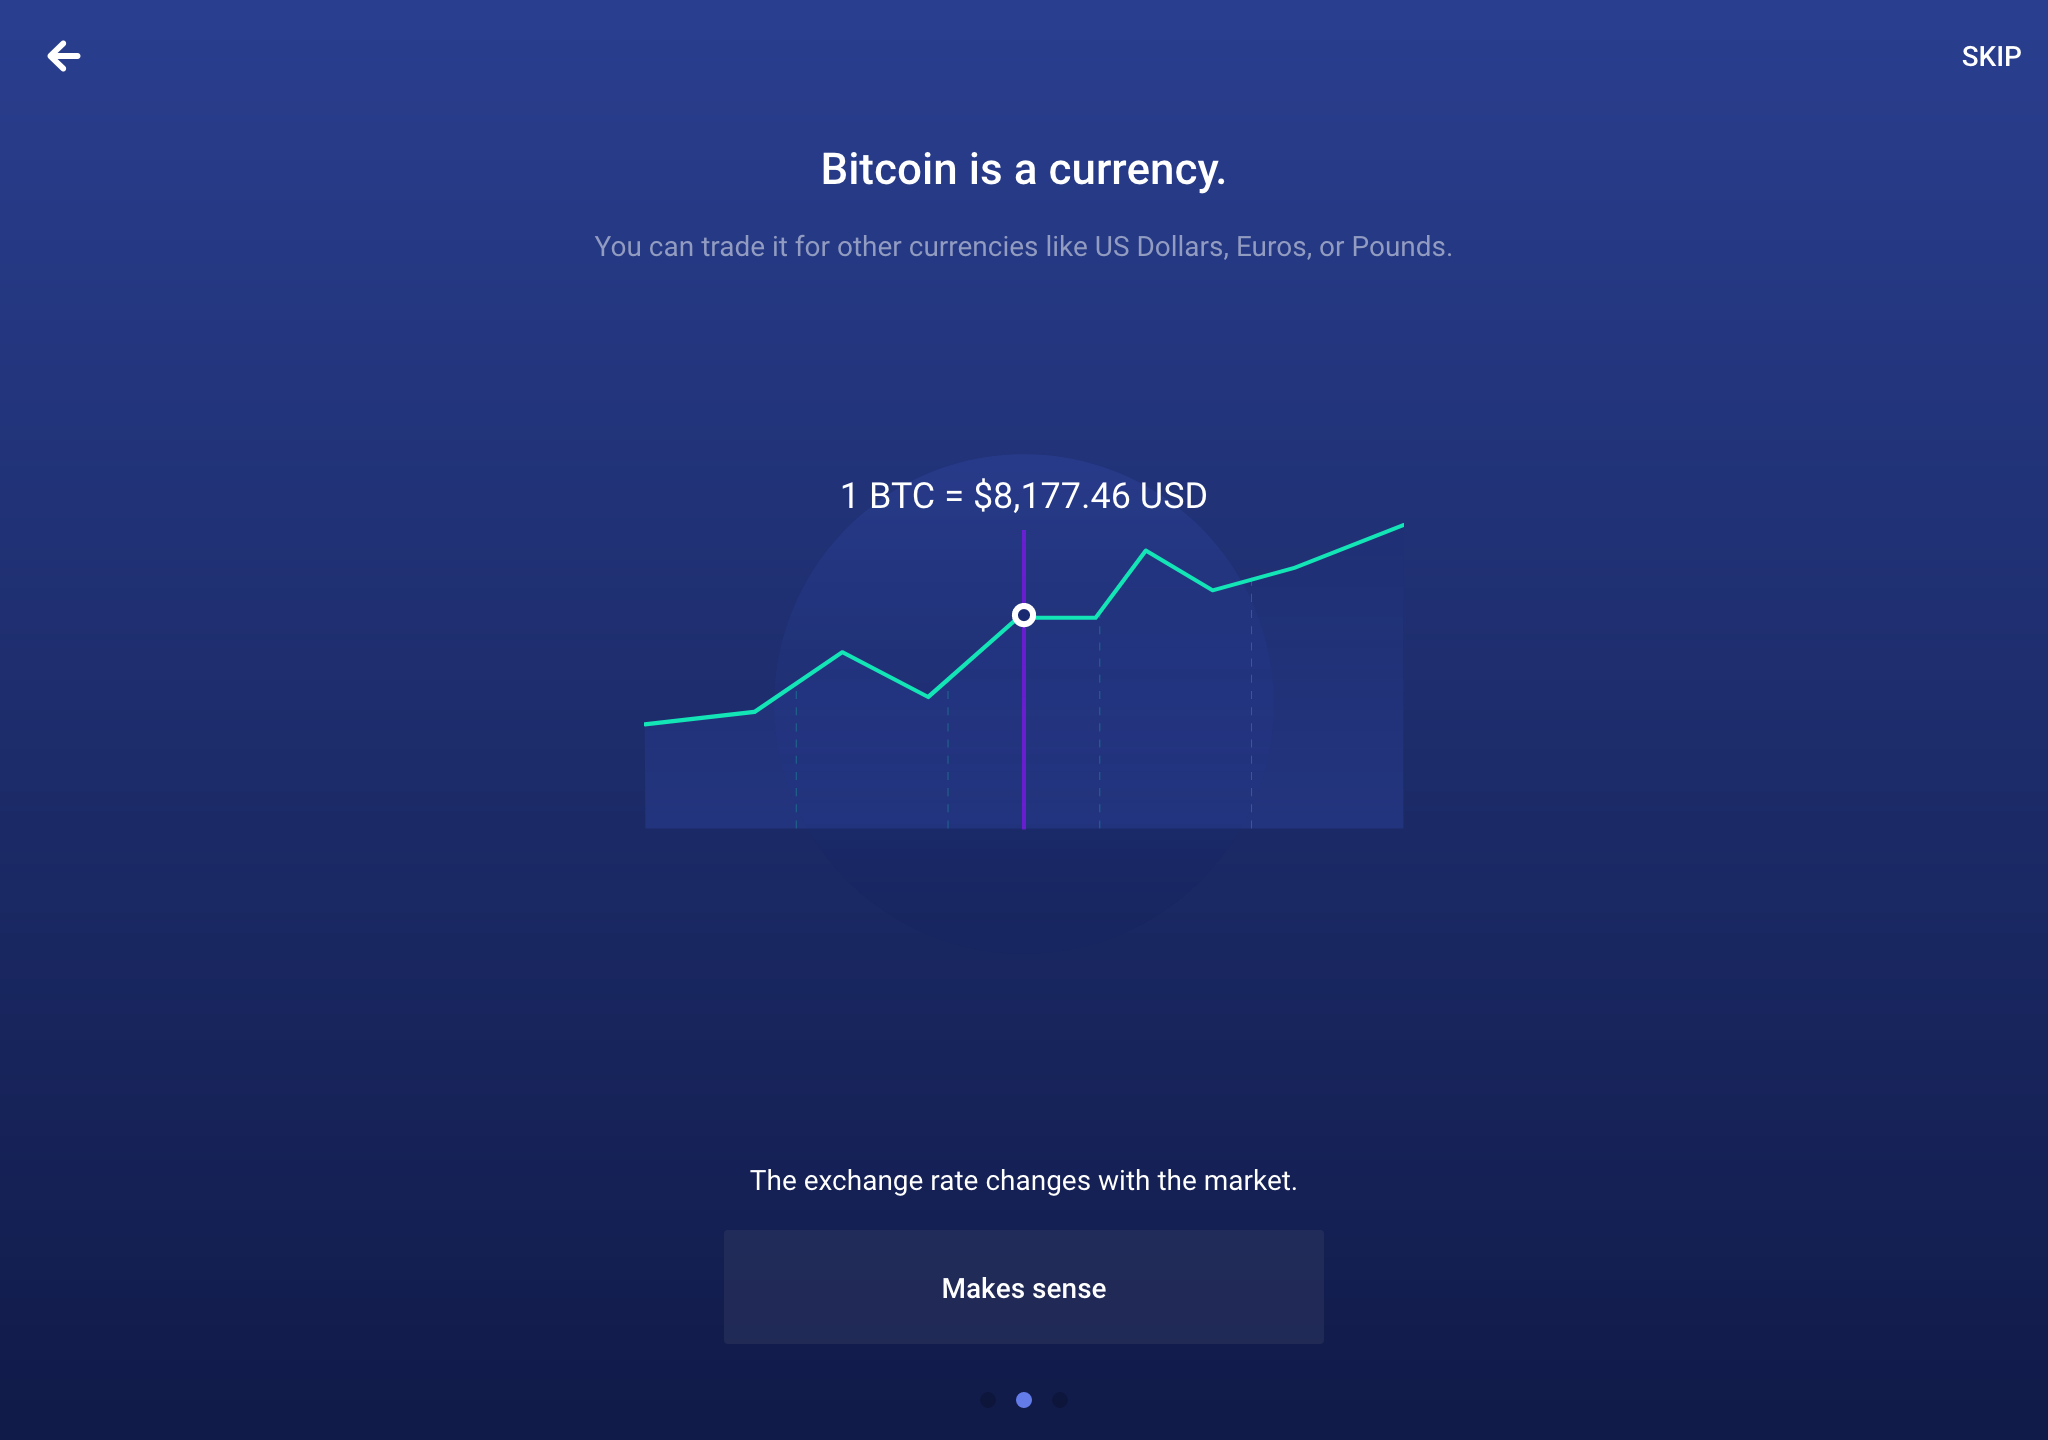 SKIP
Bitcoin is a currency.
You can trade it for other currencies like US Dollars, Euros, or Pounds.
1 BTC = $8,177.46 USD
The exchange rate changes with the market.
Makes sense